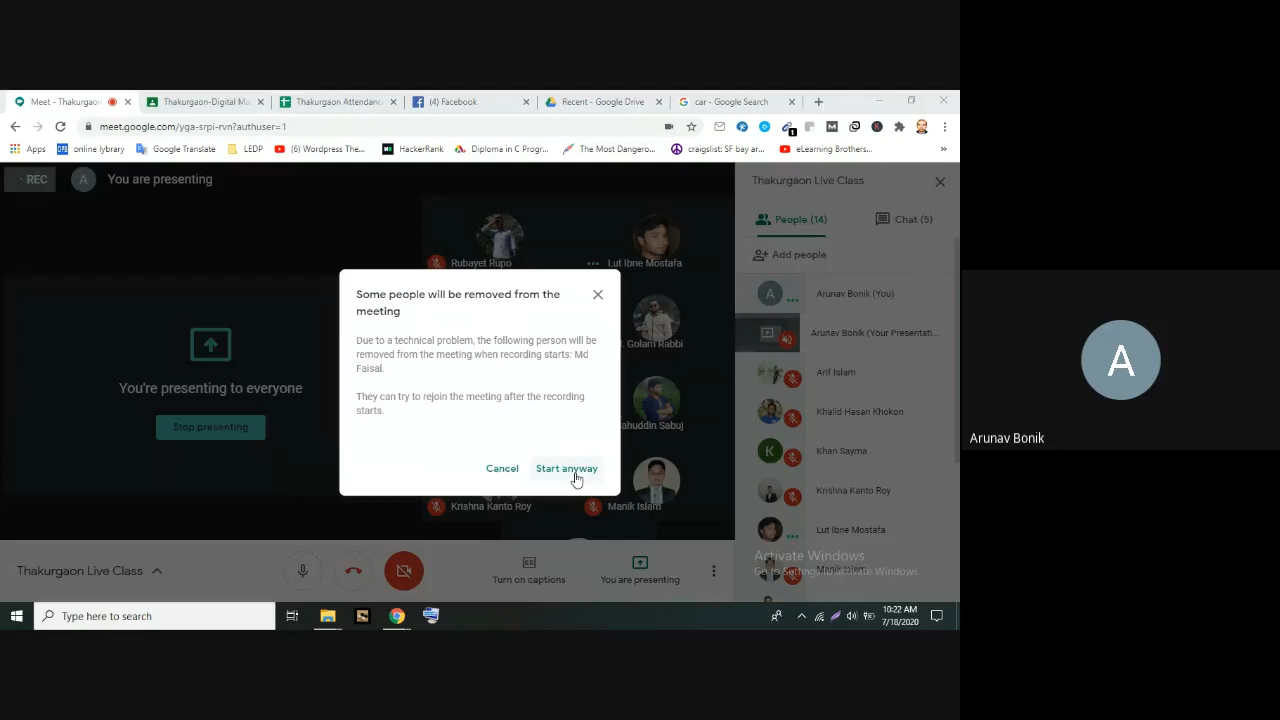 Meet - Thakurgaon
Thakurgaon-Digital Ma
Thakurgaon Attendanc
(4) Facebook
Recent - Google Drive
car - Google Search
meet.google.com/yga-srpi-rvn?authuser=1
Apps
online lybrary
Google Translate
LEDP
(6) Wordpress The...
HackerRank
Diploma in C Progr...
The Most Dangero...
craigslist: SF bay ar...
eLearning Brothers...
REC
A
You are presenting
Thakurgaon Live Class
People (14)
Chat (5)
Add people
Rubayet Rupo
Lut Ibne Mostafa
Golam Rabbi
ahuddin Sabuj
Krishna Kanto Roy
Manik Islam
You're presenting to everyone
Stop presenting
Some people will be removed from the
meeting
Due to a technical problem, the following person will be
removed from the meeting when recording starts: Md
Faisal.
They can try to rejoin the meeting after the recording
starts.
Cancel
Start anyway
A
Arunav Bonik (You)
Arunav Bonik (Your Presentati...
Arif Islam
Khalid Hasan Khokon
K
Khan Sayma
Krishna Kanto Roy
Lut Ibne Mostafa
Manik Islam
Activate Windows
Go to Settings to activate Windows.
Thakurgaon Live Class
Turn on captions
You are presenting
Type here to search
10:22 AM
7/18/2020
A
Arunav Bonik